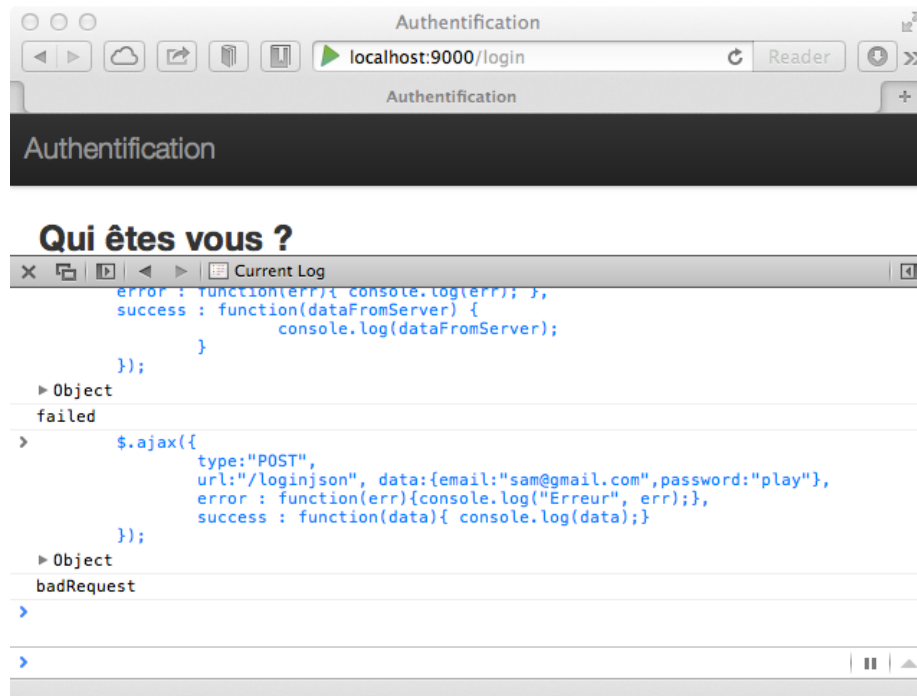 Authentification
localhost:9000/login
Reader
Authentification
Authentification
Qui êtes vous ?
Current Log
error : function(err){ console.log(err); },
success : function(dataFromServer) {
console.log(dataFromServer);
}
});
Object
failed
> $.ajax({
type:"POST",
url:"/loginjson", data:{email:"sam@gmail.com",password:"play"},
error : function(err){console.log("Erreur", err);},
success : function(data){ console.log(data);}
});
Object
badRequest
>
>